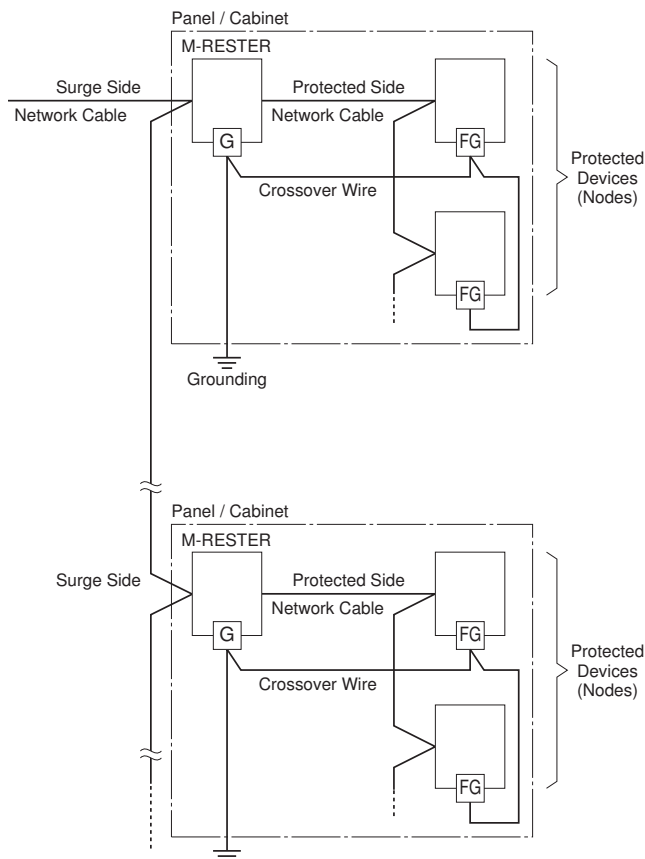 Panel / Cabinet
M-RESTER
Surge Side
Protected Side
Network Cable
Network Cable
G
FG
Crossover Wire
Protected
Devices
(Nodes)
FG
Grounding
Panel / Cabinet
M-RESTER
Surge Side
Protected Side
Network Cable
G
FG
Crossover Wire
Protected
Devices
(Nodes)
FG